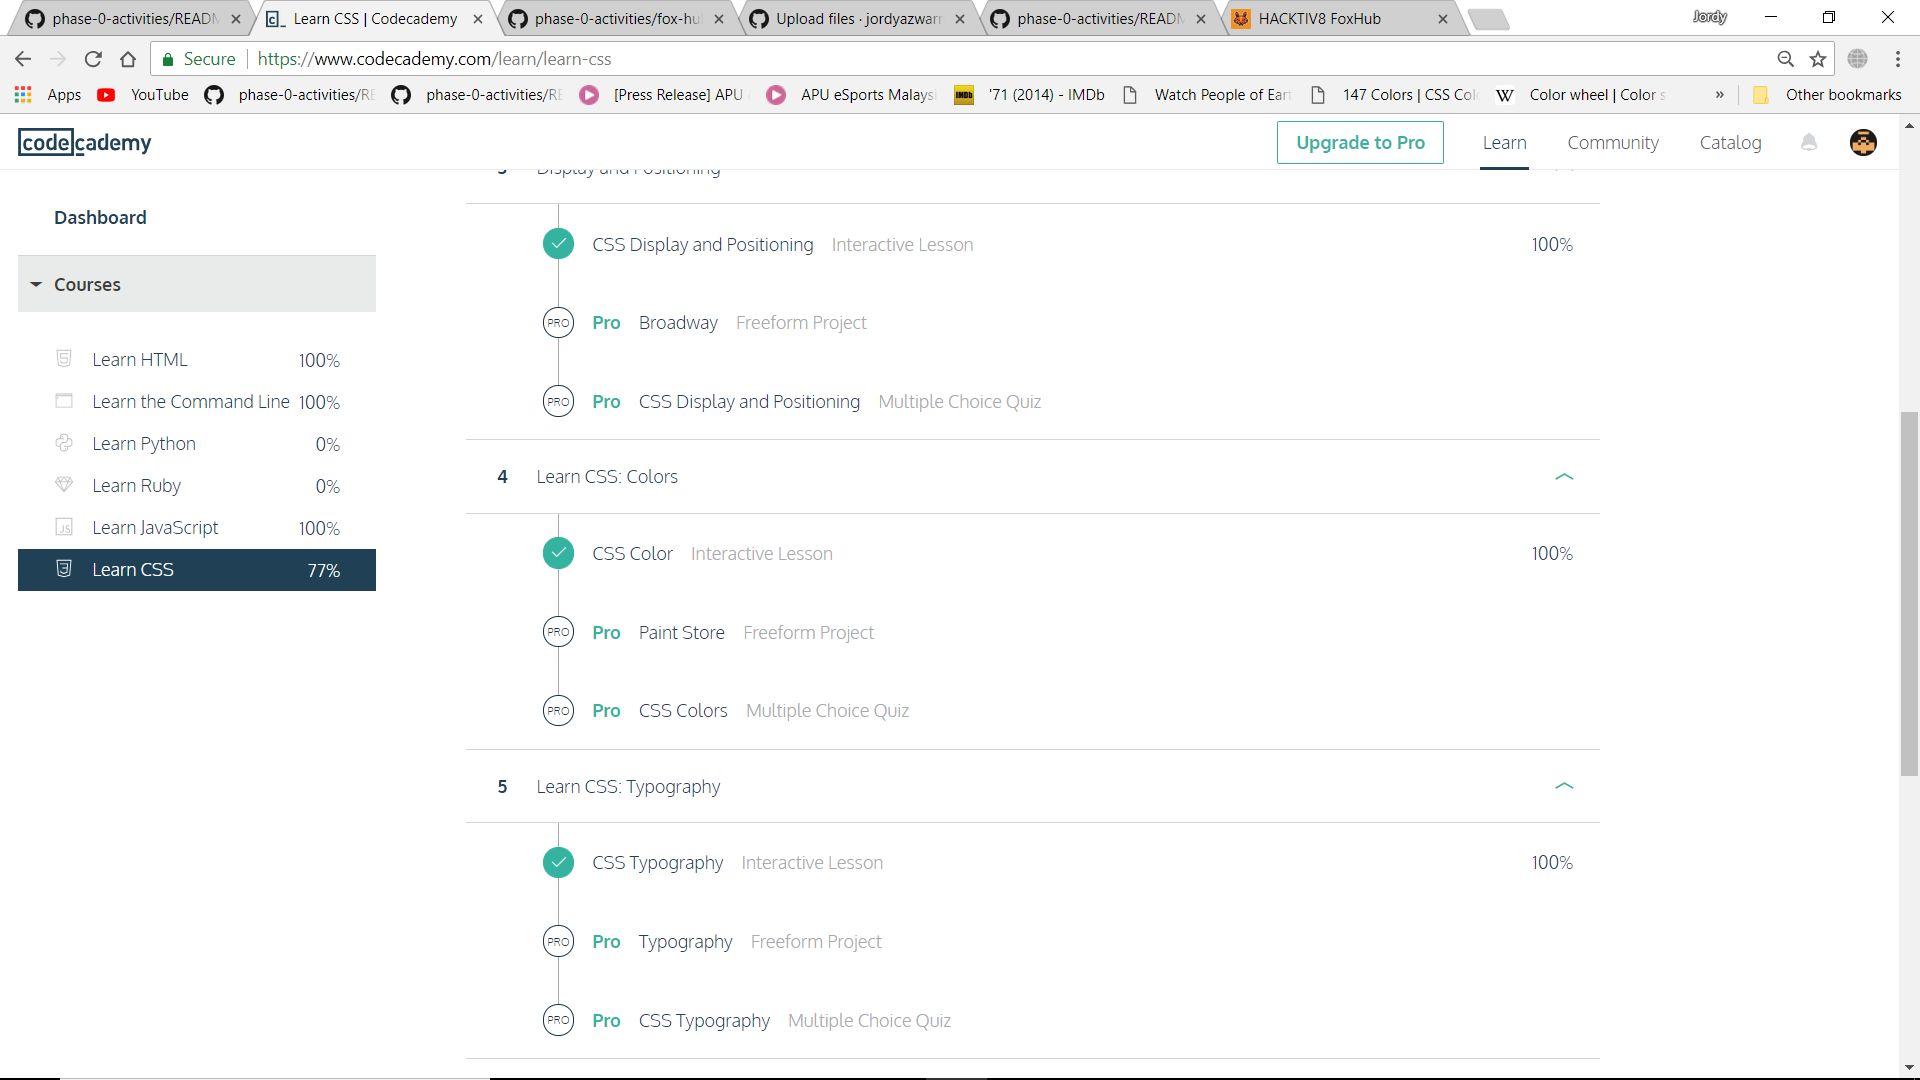 phase-0-activities/READM
Learn CSS | Codecademy
phase-0-activities/fox-hu
Upload files · jordyazwarr
phase-0-activities/READM
HACKTIV8 FoxHub
Jordy
Secure
https://www.codecademy.com/learn/learn-css
Apps
YouTube
phase-0-activities/RE
phase-0-activities/RE
[Press Release] APU
APU eSports Malaysi
IMDb
'71 (2014) - IMDb
Watch People of Eart
147 Colors | CSS Colo
W
Color wheel | Color s
»
Other bookmarks
codecademy
Upgrade to Pro
Learn
Community
Catalog
Dashboard
Courses
Learn HTML 100%
Learn the Command Line 100%
Learn Python 0%
Learn Ruby 0%
JS Learn JavaScript 100%
Learn CSS 77%
3 Display and Positioning
CSS Display and Positioning Interactive Lesson 100%
PRO Pro Broadway Freeform Project
PRO Pro CSS Display and Positioning Multiple Choice Quiz
4 Learn CSS: Colors
CSS Color Interactive Lesson 100%
PRO Pro Paint Store Freeform Project
PRO Pro CSS Colors Multiple Choice Quiz
5 Learn CSS: Typography
CSS Typography Interactive Lesson 100%
PRO Pro Typography Freeform Project
PRO Pro CSS Typography Multiple Choice Quiz